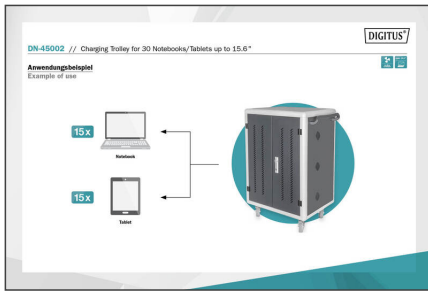 DIGITUS®
DN-45002 // Charging Trolley for 30 Notebooks/Tablets up to 15.6"
Anwendungsbeispiel
Example of use
15x
Notebook
15x
Tablet